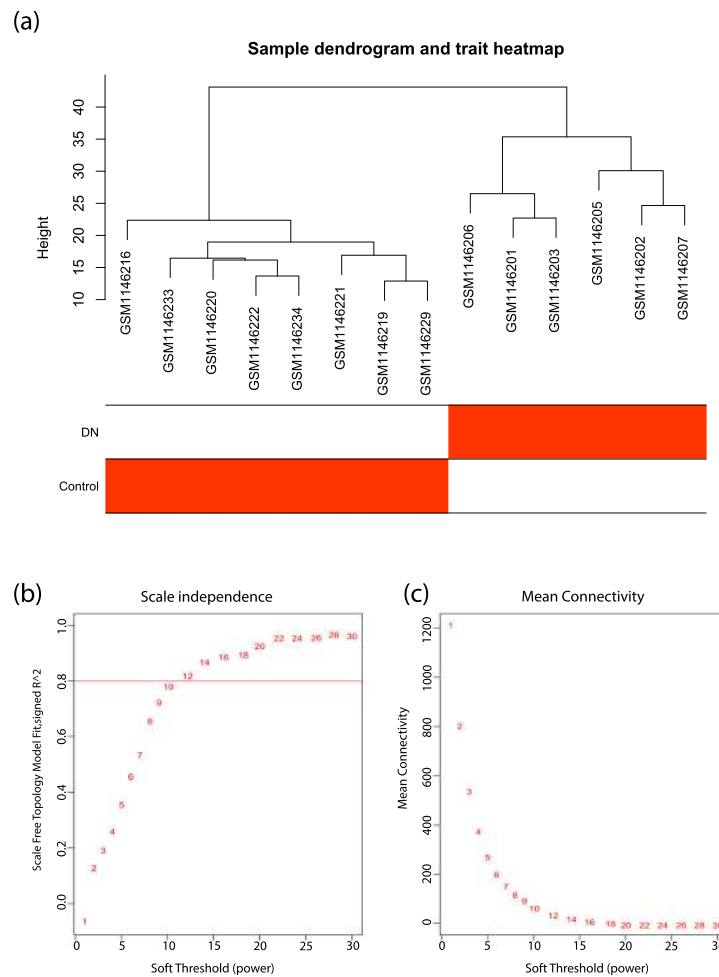 (a)
Sample dendrogram and trait heatmap
Height
40
35
30
25
20
15
10
GSM1146216
GSM1146233
GSM1146220
GSM1146222
GSM1146234
GSM1146221
GSM1146219
GSM1146229
GSM1146206
GSM1146201
GSM1146203
GSM1146205
GSM1146202
GSM1146207
DN
Control
(b)
Scale independence
Scale Free Topology Model Fit,signed R^2
1.0
0.8
0.6
0.4
0.2
0.0
1
2
3
4
5
6
7
8
9
10
12
14
16
18
20
22
24
26
28
30
0
5
10
15
20
25
30
Soft Threshold (power)
(c)
Mean Connectivity
Mean Connectivity
1200
1000
800
600
400
200
0
1
2
3
4
5
6
7
8
9
10
12
14
16
18
20
22
24
26
28
0
5
10
15
20
25
Soft Threshold (power)